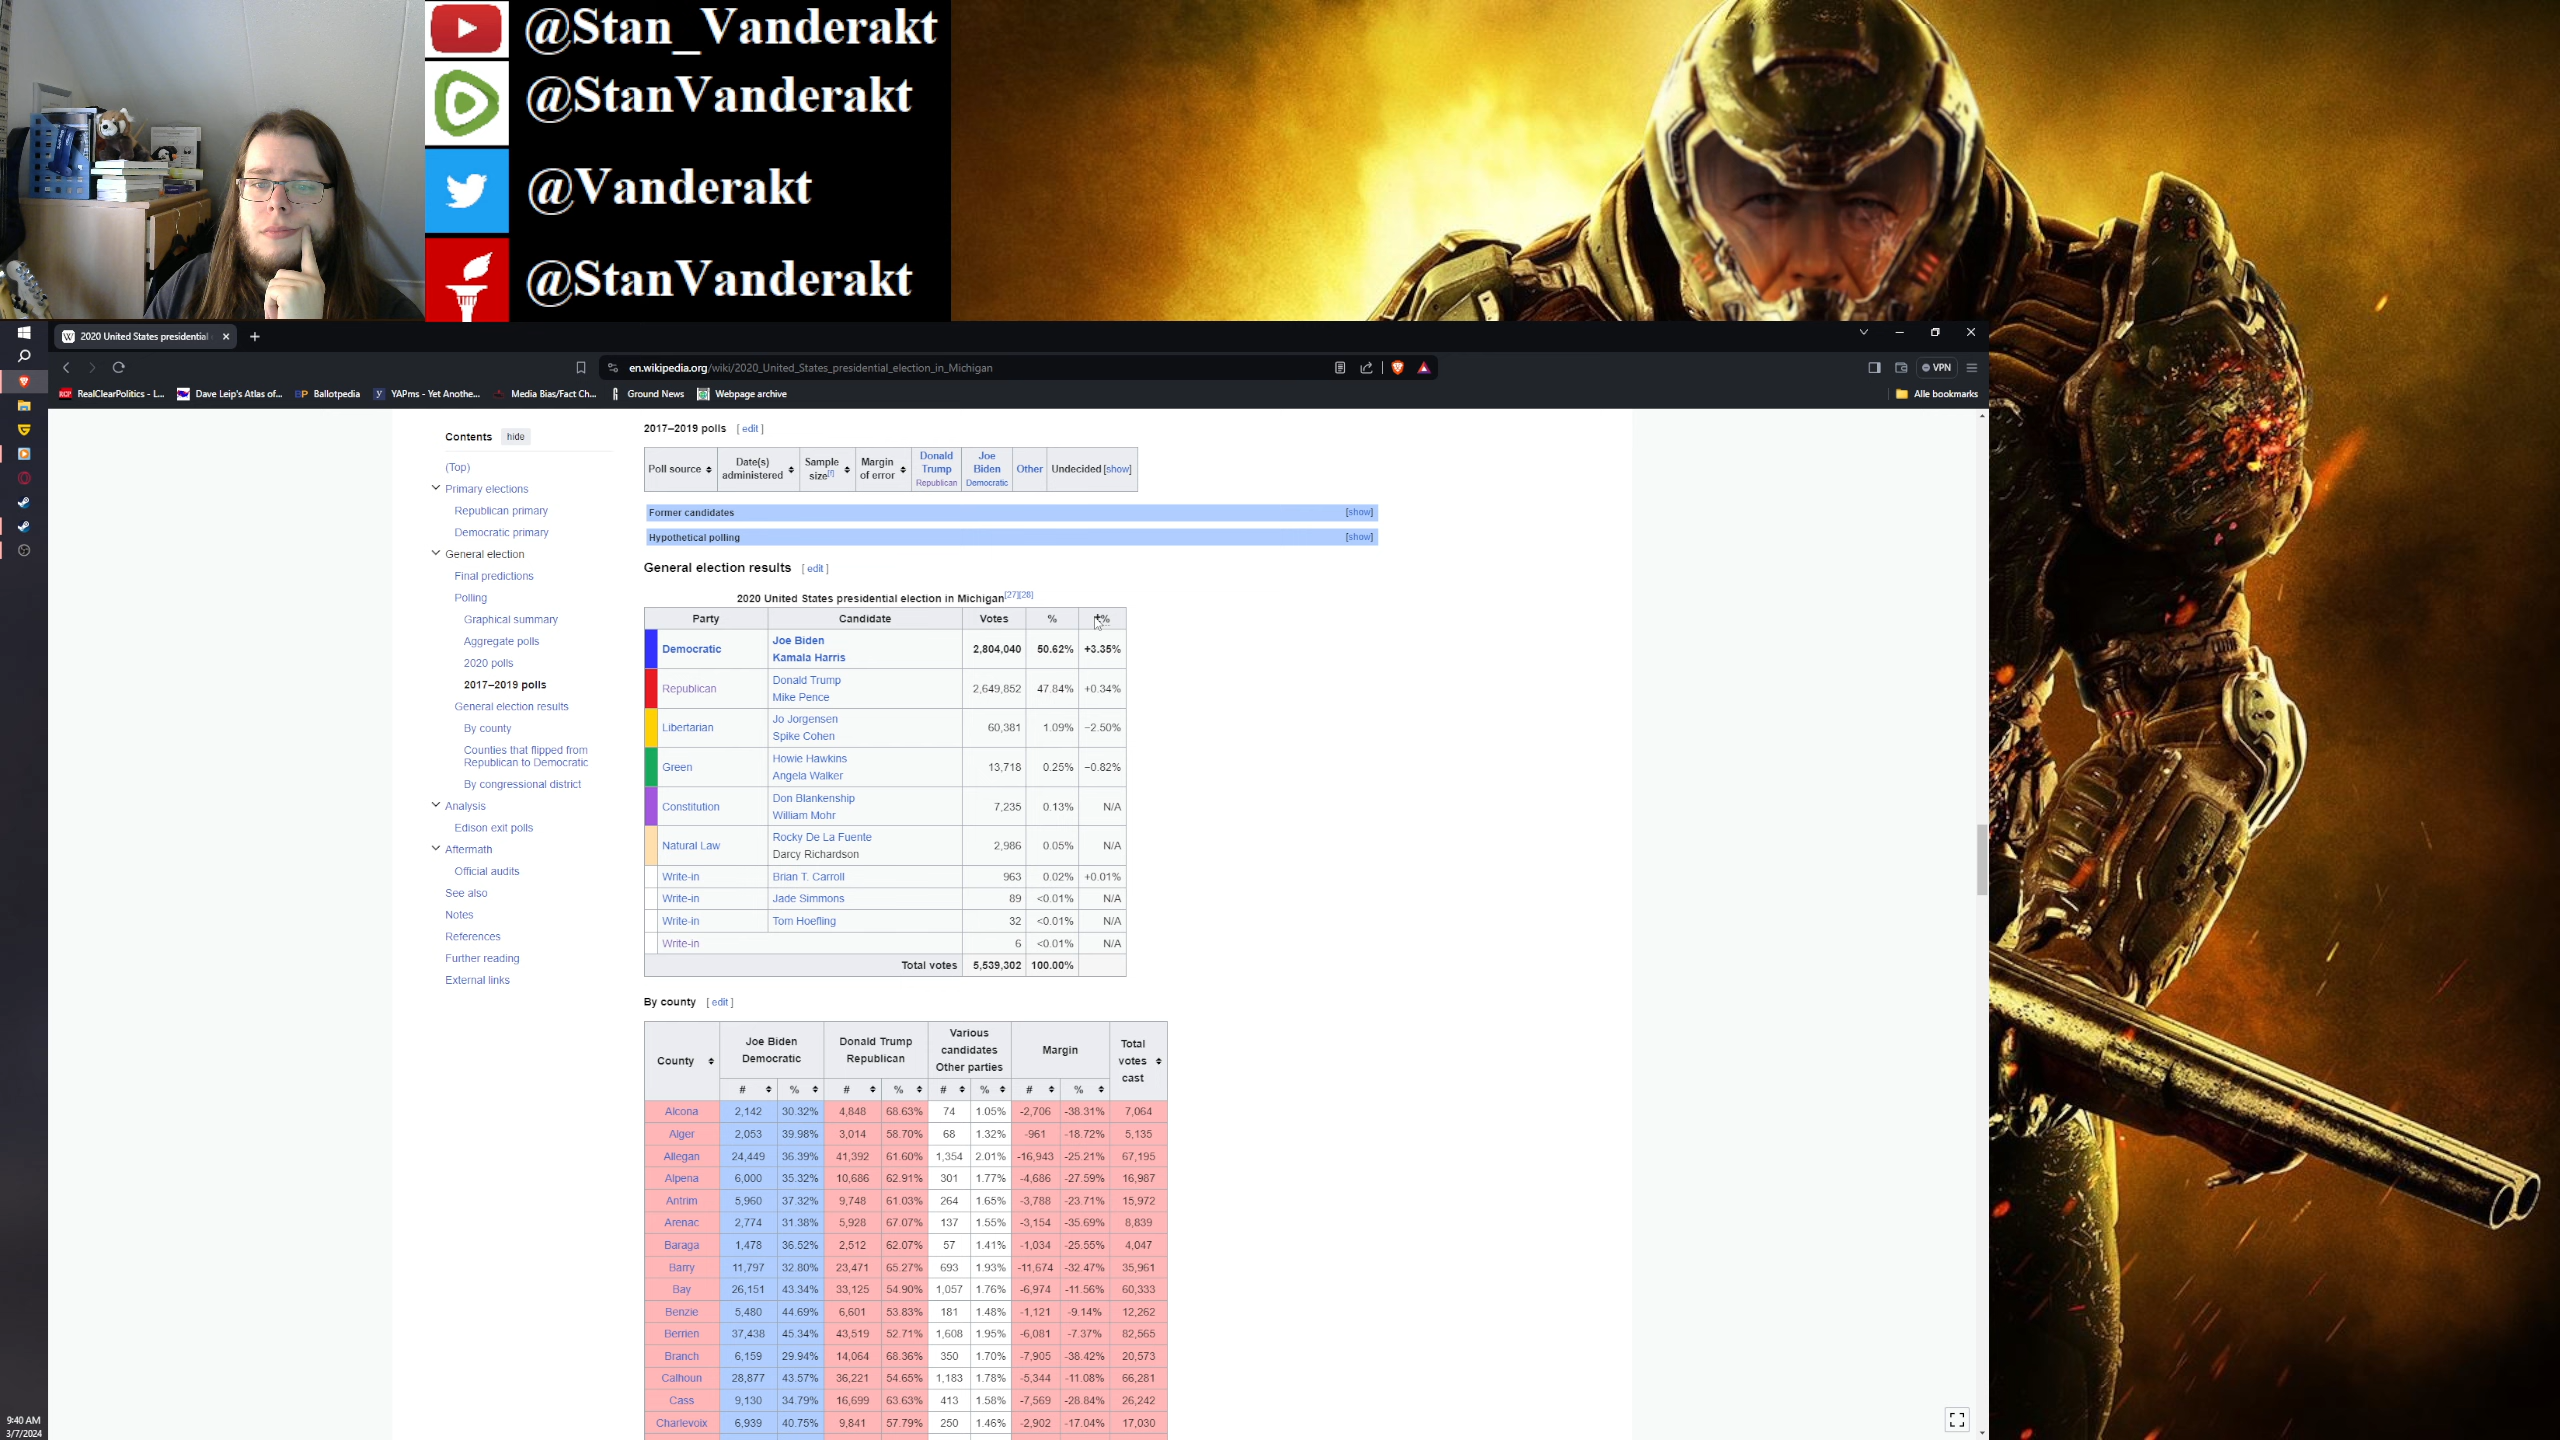 @Stan_Vanderakt
@StanVanderakt
@Vanderakt
@StanVanderakt
2020 United States presidential
en.wikipedia.org/wiki/2020_United_States_presidential_election_in_Michigan
VPN
RealClearPolitics - L...
Dave Leip's Atlas of...
Ballotpedia
YAPms - Yet Anothe...
Media Bias/Fact Ch...
Ground News
Webpage archive
Alle bookmarks
Contents hide
(Top)
Primary elections
Republican primary
Democratic primary
General election
Final predictions
Polling
Graphical summary
Aggregate polls
2020 polls
2017–2019 polls
General election results
By county
Counties that flipped from
Republican to Democratic
By congressional district
Analysis
Edison exit polls
Aftermath
Official audits
See also
Notes
References
Further reading
External links
2017–2019 polls [ edit ]
Poll source
Date(s)
administered
Sample
size[f]
Margin
of error
Donald
Trump
Republican
Joe
Biden
Democratic
Other
Undecided [show]
Former candidates [show]
Hypothetical polling [show]
General election results [ edit ]
2020 United States presidential election in Michigan[27][28]
Party Candidate Votes % ±%
Democratic Joe Biden
Kamala Harris 2,804,040 50.62% +3.35%
Republican Donald Trump
Mike Pence 2,649,852 47.84% +0.34%
Libertarian Jo Jorgensen
Spike Cohen 60,381 1.09% −2.50%
Green Howie Hawkins
Angela Walker 13,718 0.25% −0.82%
Constitution Don Blankenship
William Mohr 7,235 0.13% N/A
Natural Law Rocky De La Fuente
Darcy Richardson 2,986 0.05% N/A
Write-in Brian T. Carroll 963 0.02% +0.01%
Write-in Jade Simmons 89 <0.01% N/A
Write-in Tom Hoefling 32 <0.01% N/A
Write-in 6 <0.01% N/A
Total votes 5,539,302 100.00%
By county [ edit ]
County
Joe Biden
Democratic
Donald Trump
Republican
Various
candidates
Other parties
Margin
Total
votes
cast
# % # % # % # %
Alcona 2,142 30.32% 4,848 68.63% 74 1.05% -2,706 -38.31% 7,064
Alger 2,053 39.98% 3,014 58.70% 68 1.32% -961 -18.72% 5,135
Allegan 24,449 36.39% 41,392 61.60% 1,354 2.01% -16,943 -25.21% 67,195
Alpena 6,000 35.32% 10,686 62.91% 301 1.77% -4,686 -27.59% 16,987
Antrim 5,960 37.32% 9,748 61.03% 264 1.65% -3,788 -23.71% 15,972
Arenac 2,774 31.38% 5,928 67.07% 137 1.55% -3,154 -35.69% 8,839
Baraga 1,478 36.52% 2,512 62.07% 57 1.41% -1,034 -25.55% 4,047
Barry 11,797 32.80% 23,471 65.27% 693 1.93% -11,674 -32.47% 35,961
Bay 26,151 43.34% 33,125 54.90% 1,057 1.76% -6,974 -11.56% 60,333
Benzie 5,480 44.69% 6,601 53.83% 181 1.48% -1,121 -9.14% 12,262
Berrien 37,438 45.34% 43,519 52.71% 1,608 1.95% -6,081 -7.37% 82,565
Branch 6,159 29.94% 14,064 68.36% 350 1.70% -7,905 -38.42% 20,573
Calhoun 28,877 43.57% 36,221 54.65% 1,183 1.78% -5,344 -11.08% 66,281
Cass 9,130 34.79% 16,699 63.63% 413 1.58% -7,569 -28.84% 26,242
Charlevoix 6,939 40.75% 9,841 57.79% 250 1.46% -2,902 -17.04% 17,030
9:40 AM
3/7/2024